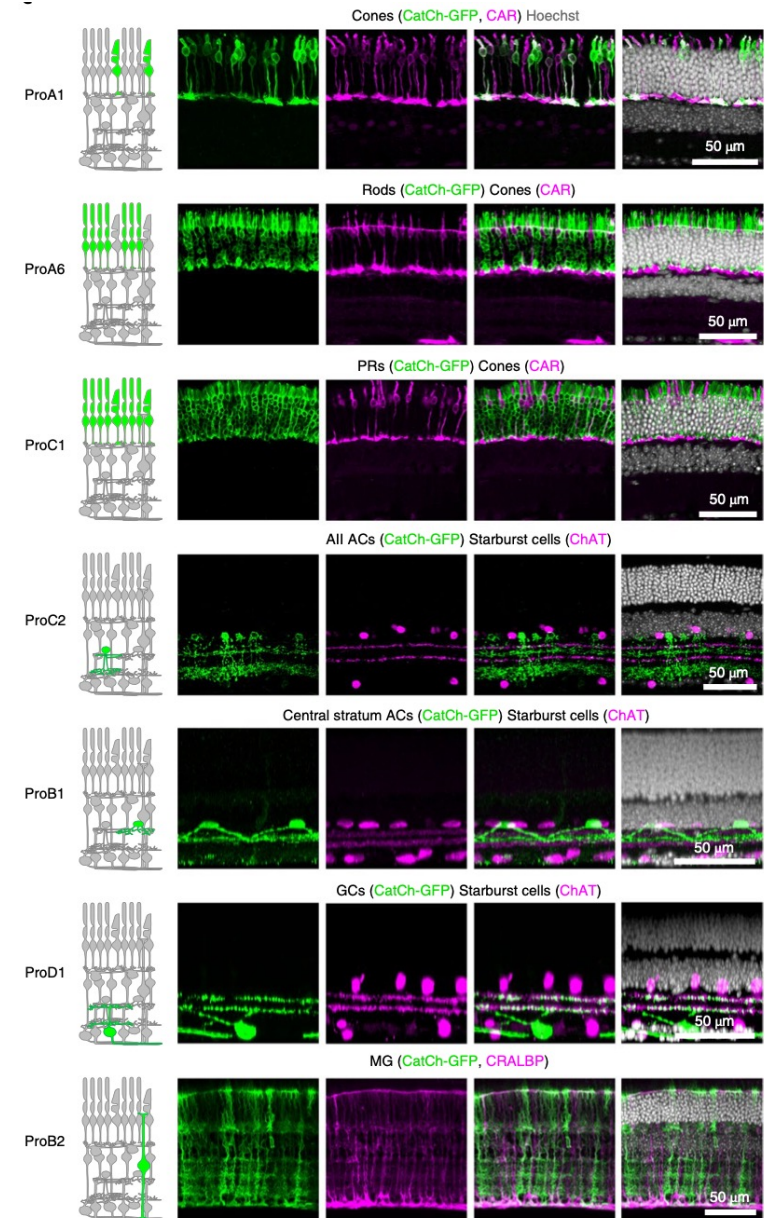 Cones (CatCh-GFP, CAR) Hoechst
ProA1
50 µm
Rods (CatCh-GFP) Cones (CAR)
ProA6
50 µm
PRs (CatCh-GFP) Cones (CAR)
ProC1
50 µm
AII ACs (CatCh-GFP) Starburst cells (ChAT)
ProC2
50 µm
Central stratum ACs (CatCh-GFP) Starburst cells (ChAT)
ProB1
50 µm
GCs (CatCh-GFP) Starburst cells (ChAT)
ProD1
50 µm
MG (CatCh-GFP, CRALBP)
ProB2
50 µm